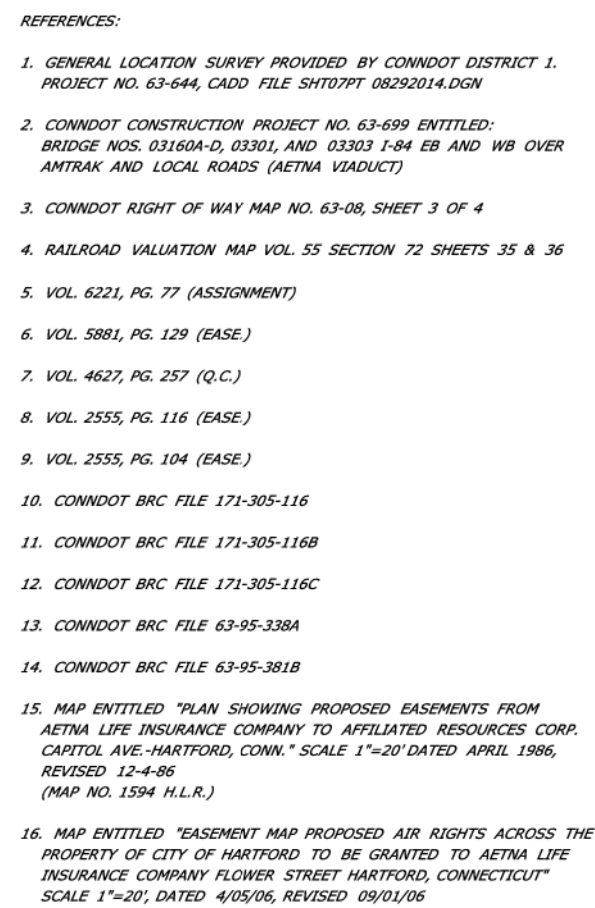 REFERENCES:
1. GENERAL LOCATION SURVEY PROVIDED BY CONNDOT DISTRICT 1.
PROJECT NO. 63-644, CADD FILE SHT07PT 08292014.DGN
2. CONNDOT CONSTRUCTION PROJECT NO. 63-699 ENTITLED:
BRIDGE NOS. 03160A-D, 03301, AND 03303 I-84 EB AND WB OVER
AMTRAK AND LOCAL ROADS (AETNA VIADUCT)
3. CONNDOT RIGHT OF WAY MAP NO. 63-08, SHEET 3 OF 4
4. RAILROAD VALUATION MAP VOL. 55 SECTION 72 SHEETS 35 & 36
5. VOL. 6221, PG. 77 (ASSIGNMENT)
6. VOL. 5881, PG. 129 (EASE.)
7. VOL. 4627, PG. 257 (Q.C.)
8. VOL. 2555, PG. 116 (EASE.)
9. VOL. 2555, PG. 104 (EASE.)
10. CONNDOT BRC FILE 171-305-116
11. CONNDOT BRC FILE 171-305-116B
12. CONNDOT BRC FILE 171-305-116C
13. CONNDOT BRC FILE 63-95-338A
14. CONNDOT BRC FILE 63-95-381B
15. MAP ENTITLED "PLAN SHOWING PROPOSED EASEMENTS FROM
AETNA LIFE INSURANCE COMPANY TO AFFILIATED RESOURCES CORP.
CAPITOL AVE.-HARTFORD, CONN." SCALE 1"=20' DATED APRIL 1986,
REVISED 12-4-86
(MAP NO. 1594 H.L.R.)
16. MAP ENTITLED "EASEMENT MAP PROPOSED AIR RIGHTS ACROSS THE
PROPERTY OF CITY OF HARTFORD TO BE GRANTED TO AETNA LIFE
INSURANCE COMPANY FLOWER STREET HARTFORD, CONNECTICUT"
SCALE 1"=20', DATED 4/05/06, REVISED 09/01/06